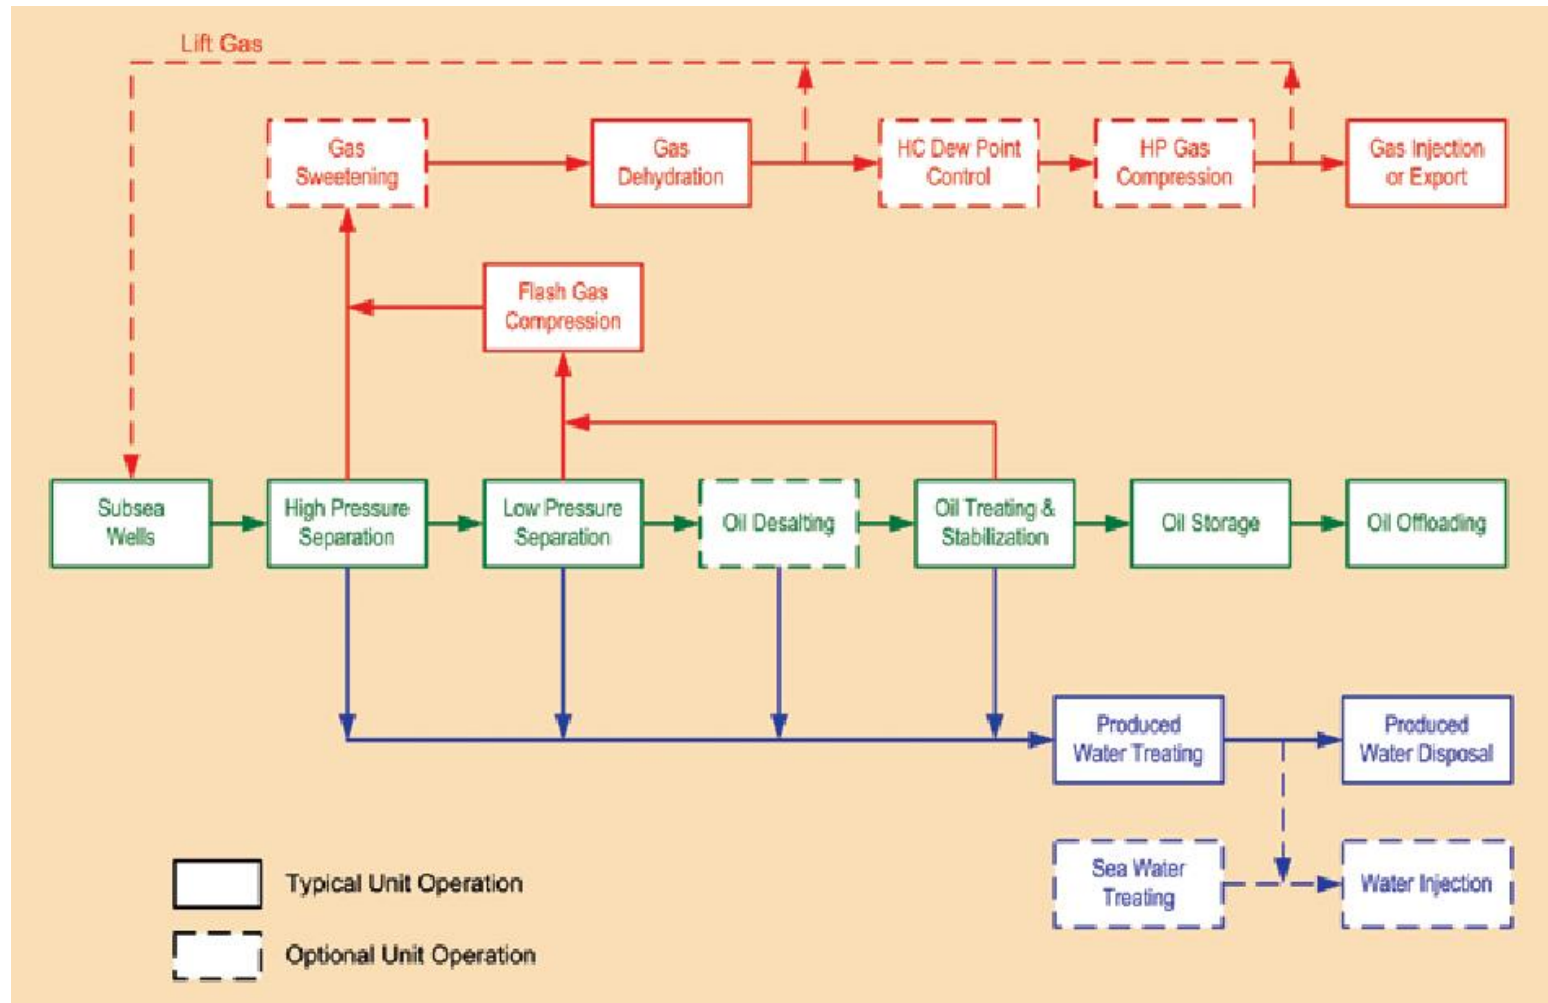 Lift Gas
Gas
Sweetening
Gas
Dehydration
HC Dew Point
Control
HP Gas
Compression
Gas Injection
or Export
Flash Gas
Compression
Subsea
Wells
High Pressure
Separation
Low Pressure
Separation
Oil Desalting
Oil Treating &
Stabilization
Oil Storage
Oil Offloading
Produced
Water Treating
Produced
Water Disposal
Sea Water
Treating
Water Injection
Typical Unit Operation
Optional Unit Operation